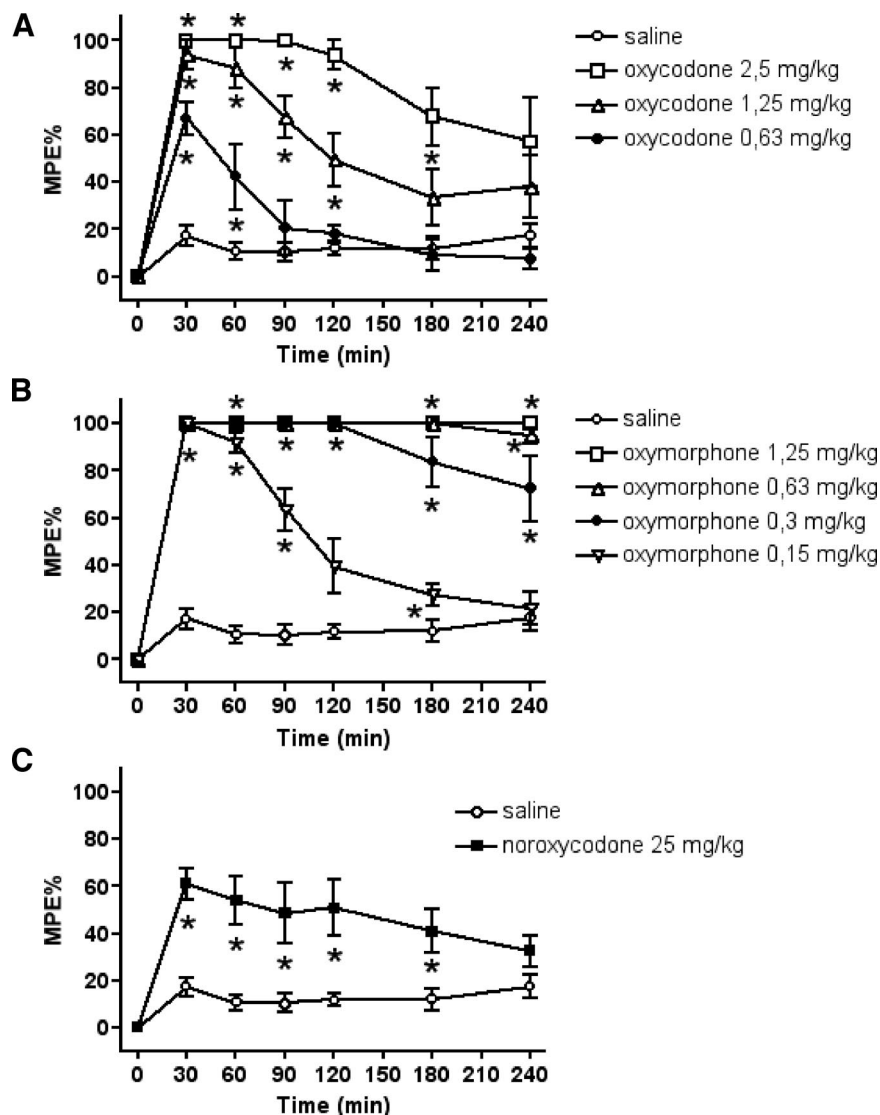 A
MPE%
100
80
60
40
20
0
* *
* * *
* * *
* * * *
*
0 30 60 90 120 150 180 210 240
Time (min)
saline
oxycodone 2,5 mg/kg
oxycodone 1,25 mg/kg
oxycodone 0,63 mg/kg
B
MPE%
100
80
60
40
20
0
* * *
* * * * *
* *
*
*
0 30 60 90 120 150 180 210 240
Time (min)
saline
oxymorphone 1,25 mg/kg
oxymorphone 0,63 mg/kg
oxymorphone 0,3 mg/kg
oxymorphone 0,15 mg/kg
C
MPE%
100
80
60
40
20
0
* * * * *
0 30 60 90 120 150 180 210 240
Time (min)
saline
noroxycodone 25 mg/kg